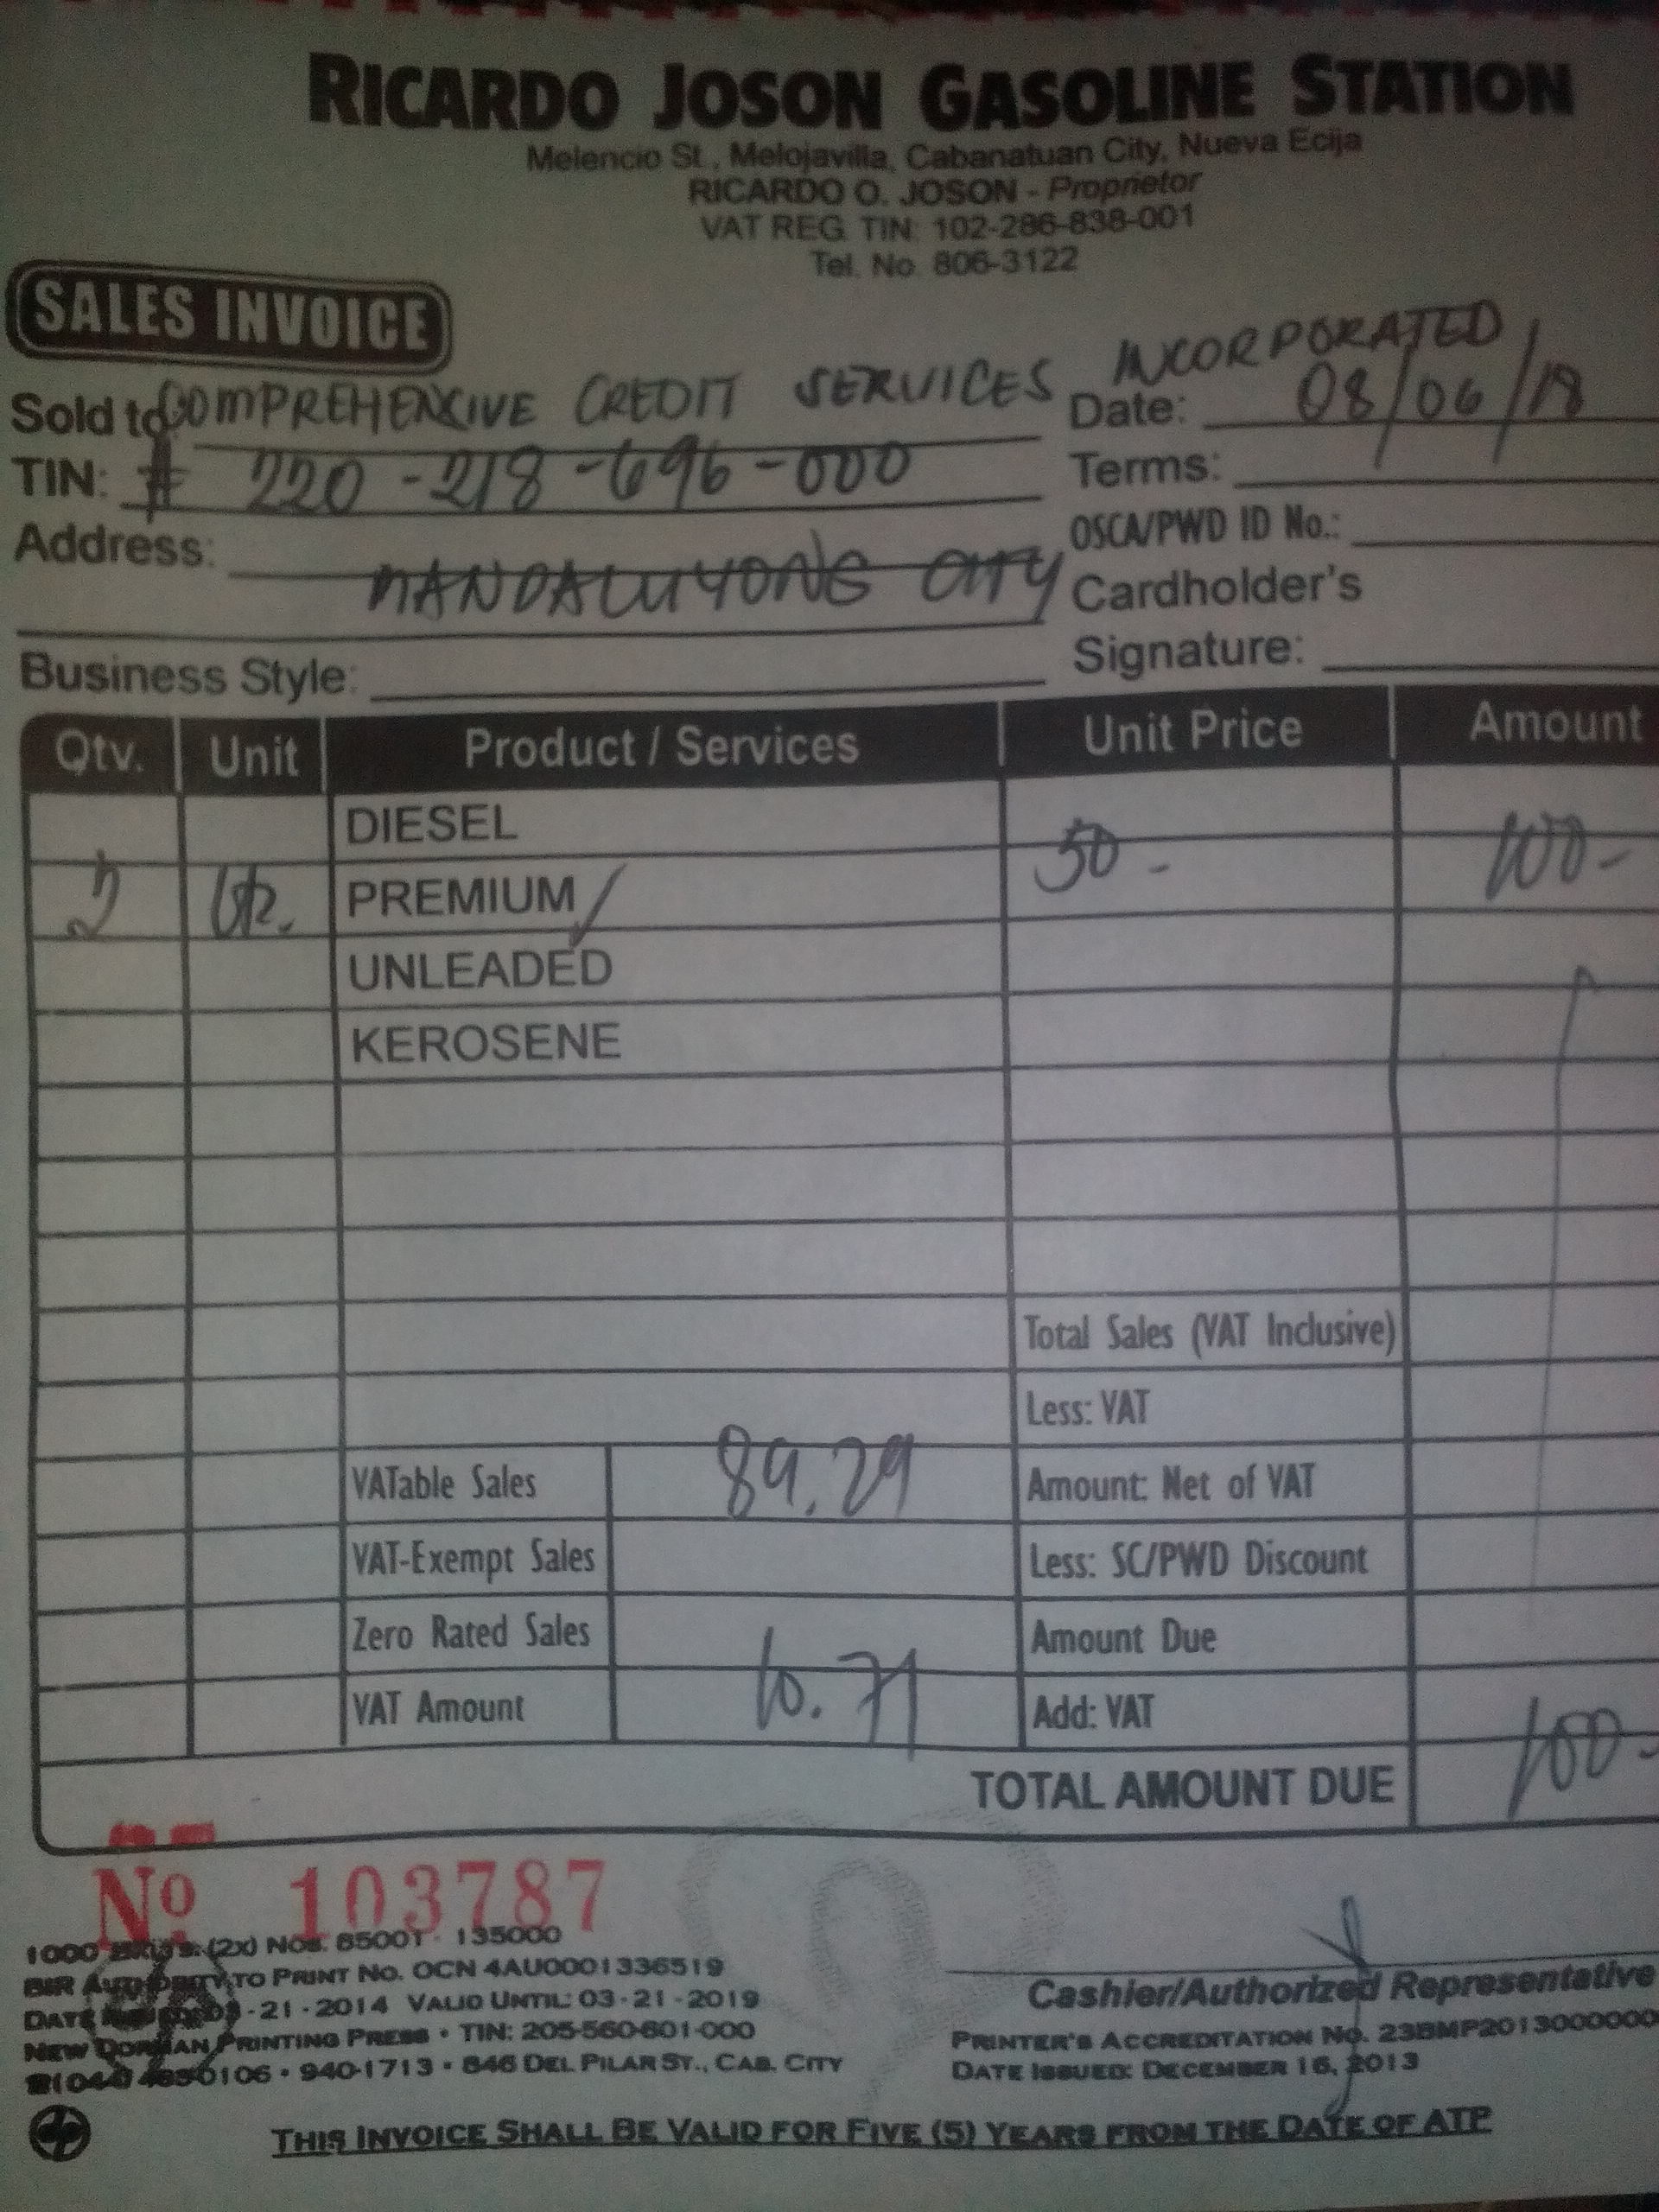 RICARDO JOSON GASOLINE STATION
Melencio St., Melojavilla, Cabanatuan City, Nueva Ecija
RICARDO O. JOSON - Proprietor
VAT REG. TIN: 102-286-838-001
Tel. No. 806-3122
SALES INVOICE
Sold to COMPREHENSIVE CREDIT SERVICES INCORPORATED
Date: 08/06/18
TIN: # 220-218-696-000
Terms:
Address: MANDALUYONG CITY
OSCA/PWD ID No.:
Cardholder's
Signature:
Business Style:
Qty. Unit Product / Services Unit Price Amount
DIESEL
2 ltr. PREMIUM 50- 100-
UNLEADED
KEROSENE
Total Sales (VAT Inclusive)
Less: VAT
VATable Sales 89.29 Amount: Net of VAT
VAT-Exempt Sales Less: SC/PWD Discount
Zero Rated Sales Amount Due
VAT Amount 10.71 Add: VAT
TOTAL AMOUNT DUE 100-
No 103787
1000 (2x) Nos. 85001 - 135000
BIR AUTHORITY TO PRINT NO. OCN 4AU0001336519
DATE -21-2014 VALID UNTIL: 03-21-2019
NEW DORMAN PRINTING PRESS • TIN: 205-560-601-000
940-1713 • 846 DEL PILAR ST., CAB. CITY
Cashier/Authorized Representative
PRINTER'S ACCREDITATION NO. 23BMP2013000000
DATE ISSUED: DECEMBER 16, 2013
THIS INVOICE SHALL BE VALID FOR FIVE (5) YEARS FROM THE DATE OF ATP